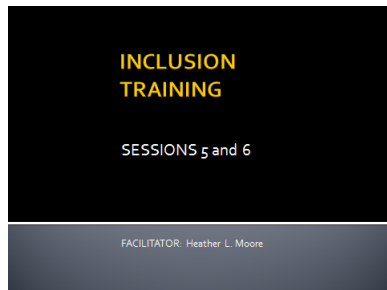 INCLUSION
TRAINING
SESSIONS 5 and 6
FACILITATOR: Heather L. Moore